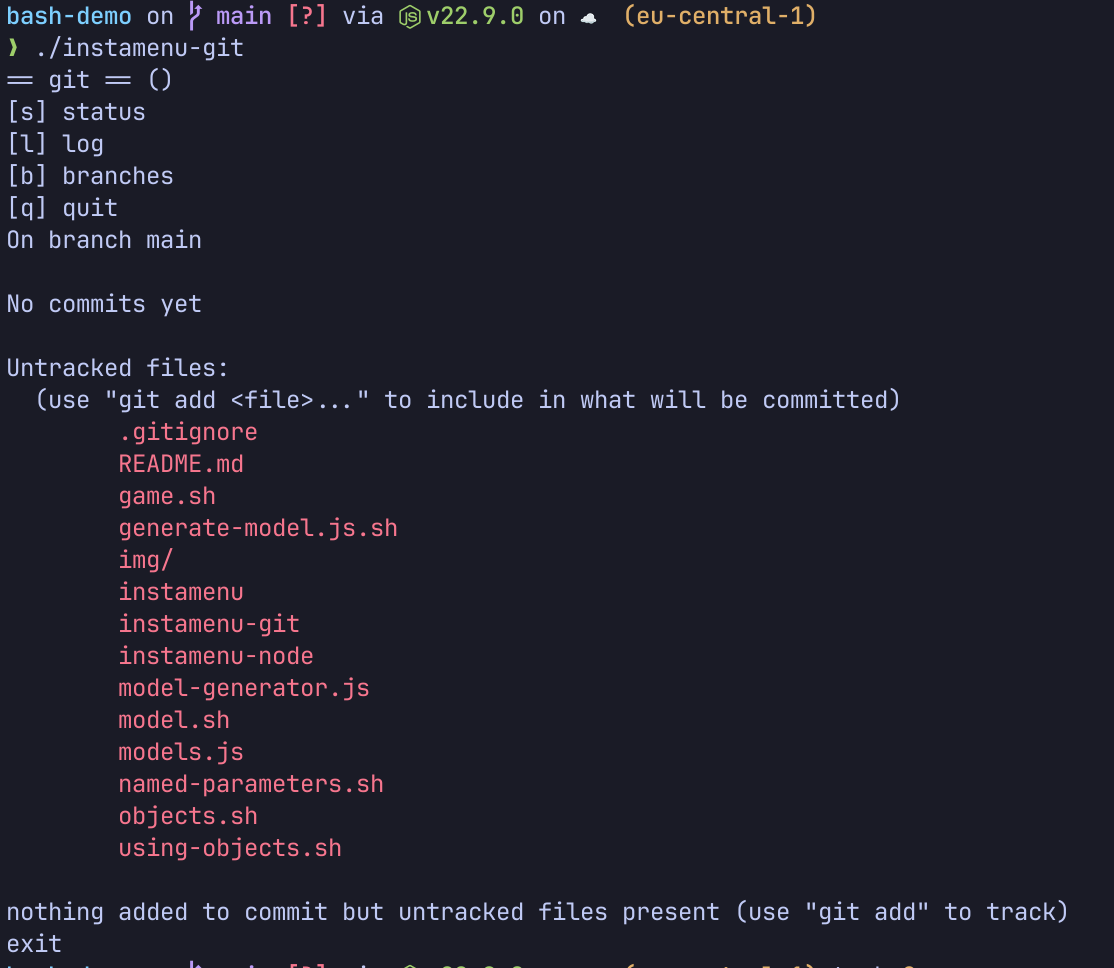 bash-demo on main [?] via v22.9.0 on (eu-central-1)
❯ ./instamenu-git
== git == ()
[s] status
[l] log
[b] branches
[q] quit
On branch main
No commits yet
Untracked files:
(use "git add <file>..." to include in what will be committed)
.gitignore
README.md
game.sh
generate-model.js.sh
img/
instamenu
instamenu-git
instamenu-node
model-generator.js
model.sh
models.js
named-parameters.sh
objects.sh
using-objects.sh
nothing added to commit but untracked files present (use "git add" to track)
exit